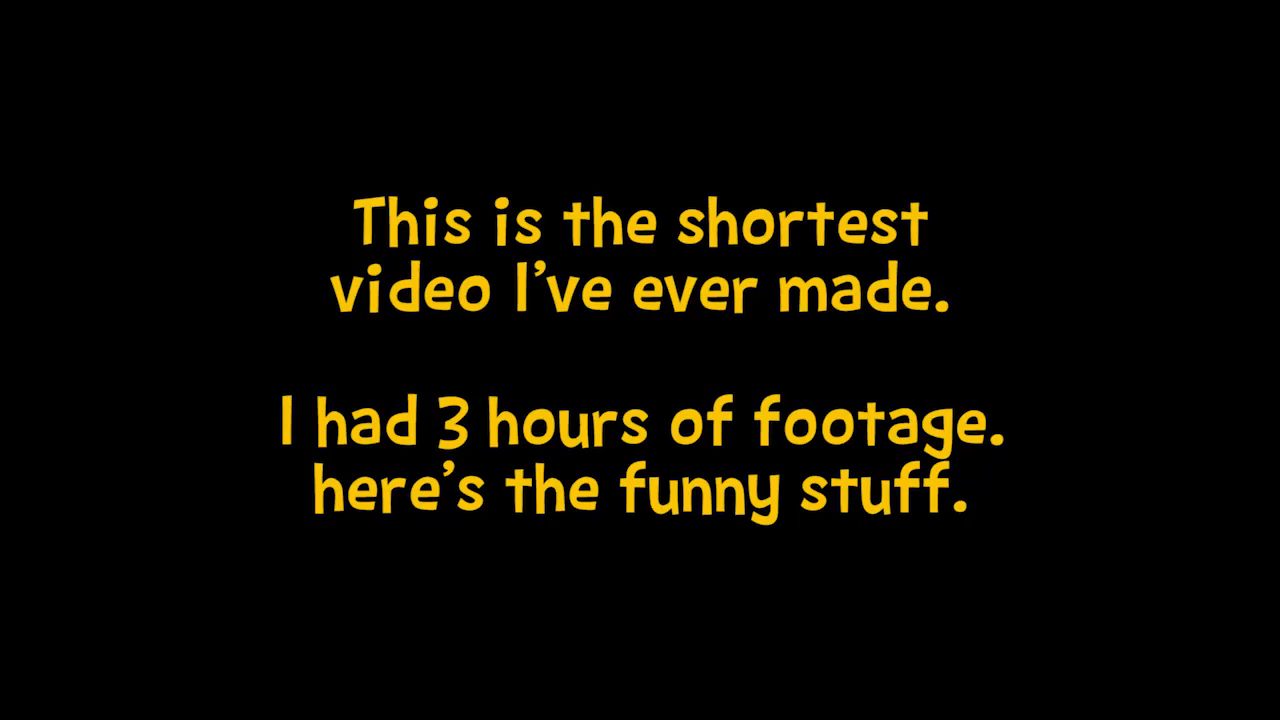 This is the shortest
video I've ever made.
I had 3 hours of footage.
here's the funny stuff.